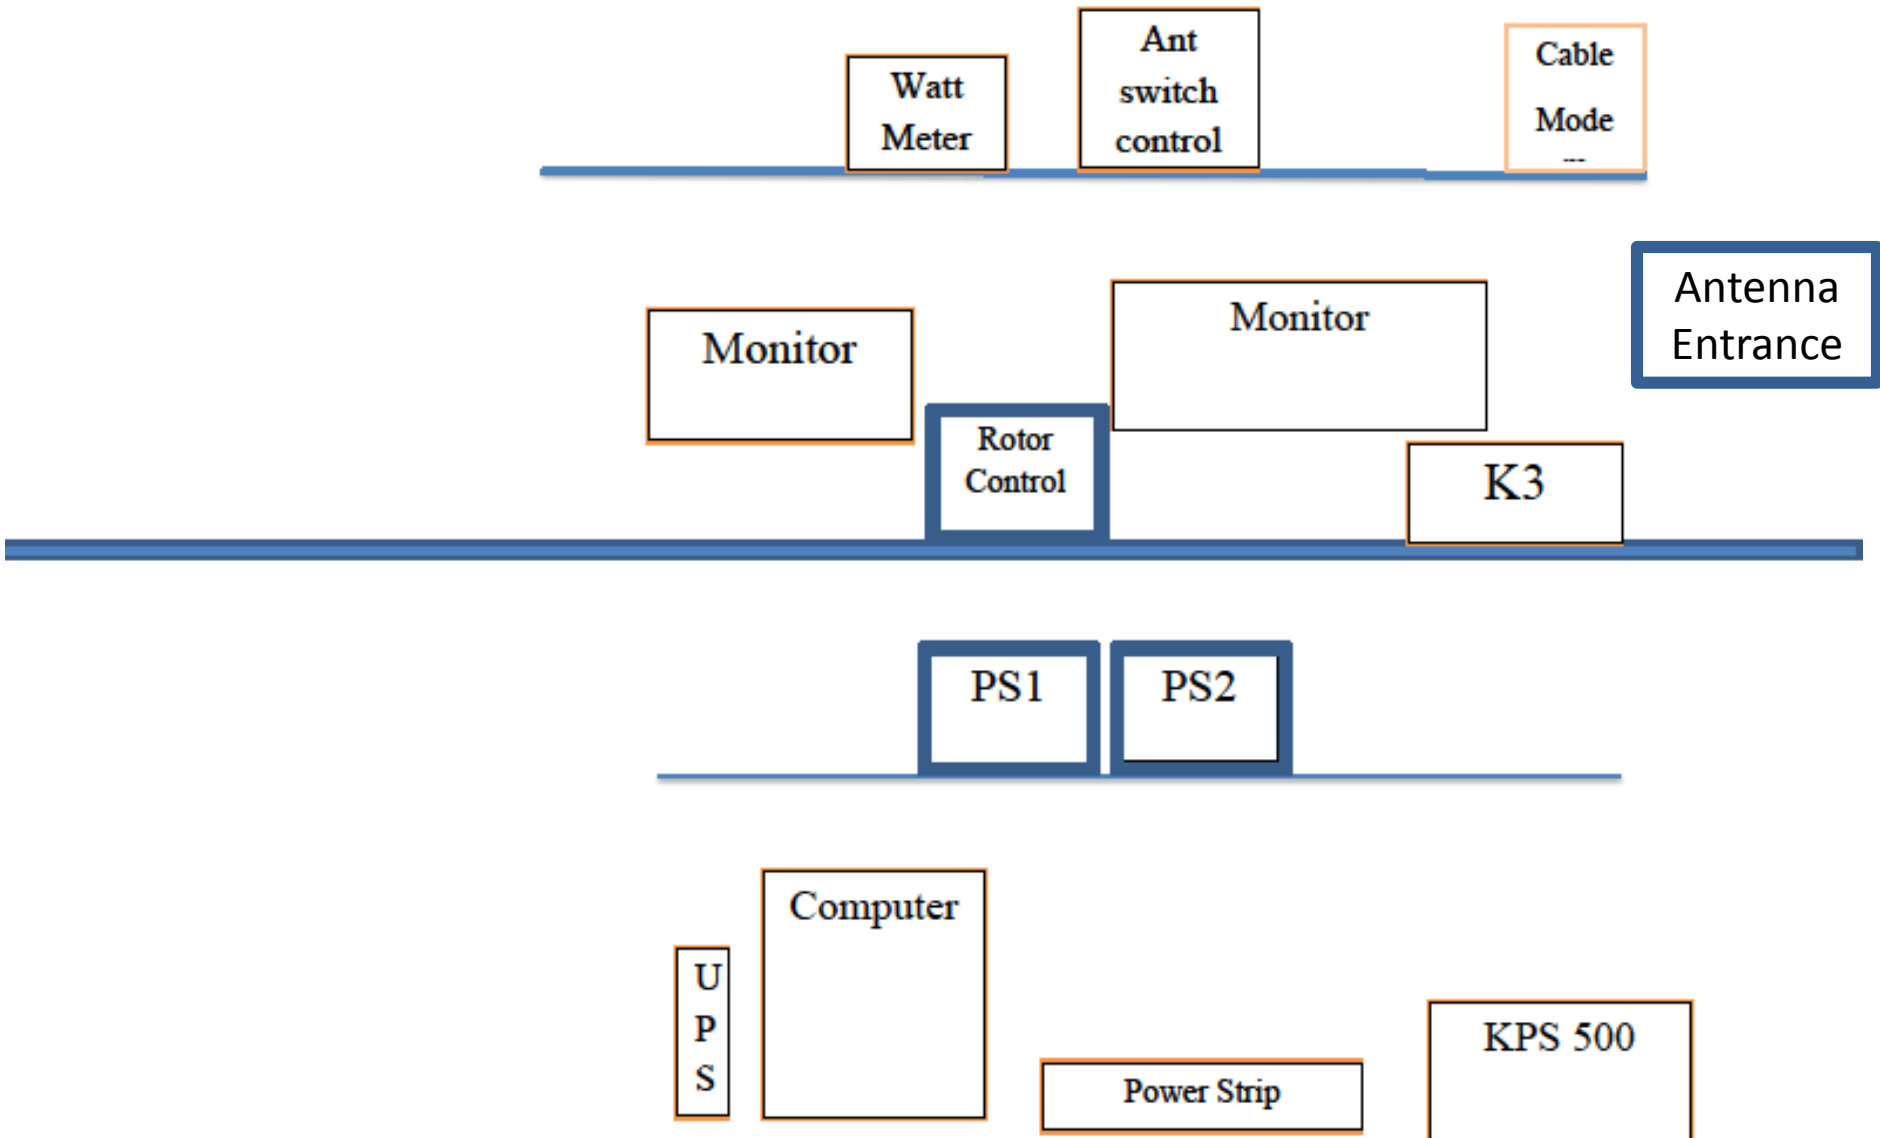 Watt
Meter
Ant
switch
control
Cable
Mode
Monitor
Monitor
Antenna
Entrance
Rotor
Control
K3
PS1
PS2
Computer
U
P
S
Power Strip
KPS 500